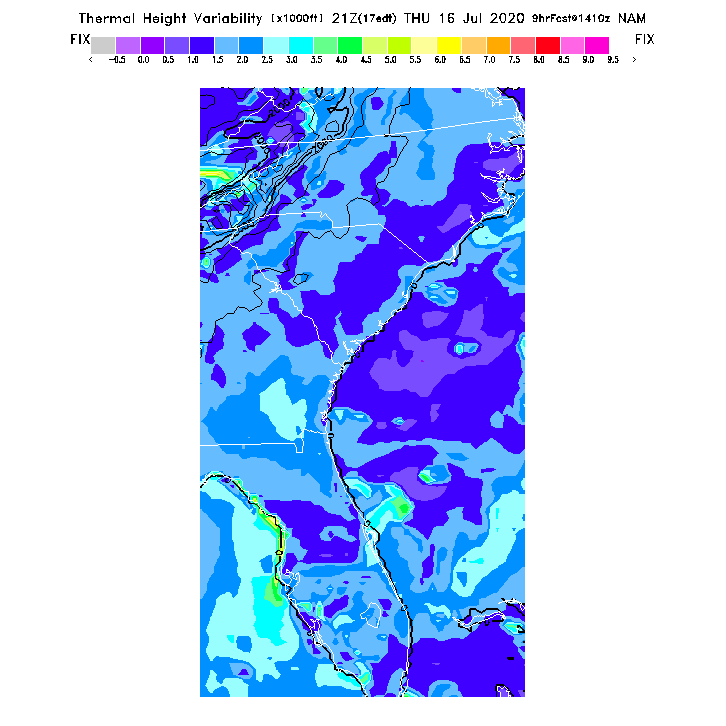 Thermal Height Variability [x1000ft] 21Z(17edt) THU 16 Jul 2020 9hrFcst@1410z NAM
FIX FIX
< -0.5 0.0 0.5 1.0 1.5 2.0 2.5 3.0 3.5 4.0 4.5 5.0 5.5 6.0 6.5 7.0 7.5 8.0 8.5 9.0 9.5 >